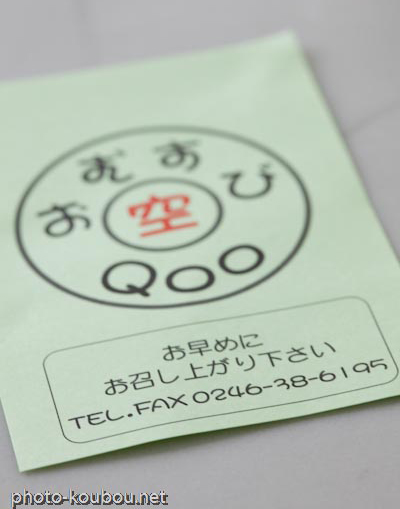 おむすび
空
Qoo
お早めに
お召し上がり下さい
TEL.FAX 0246-38-6195
photo-koubou.net